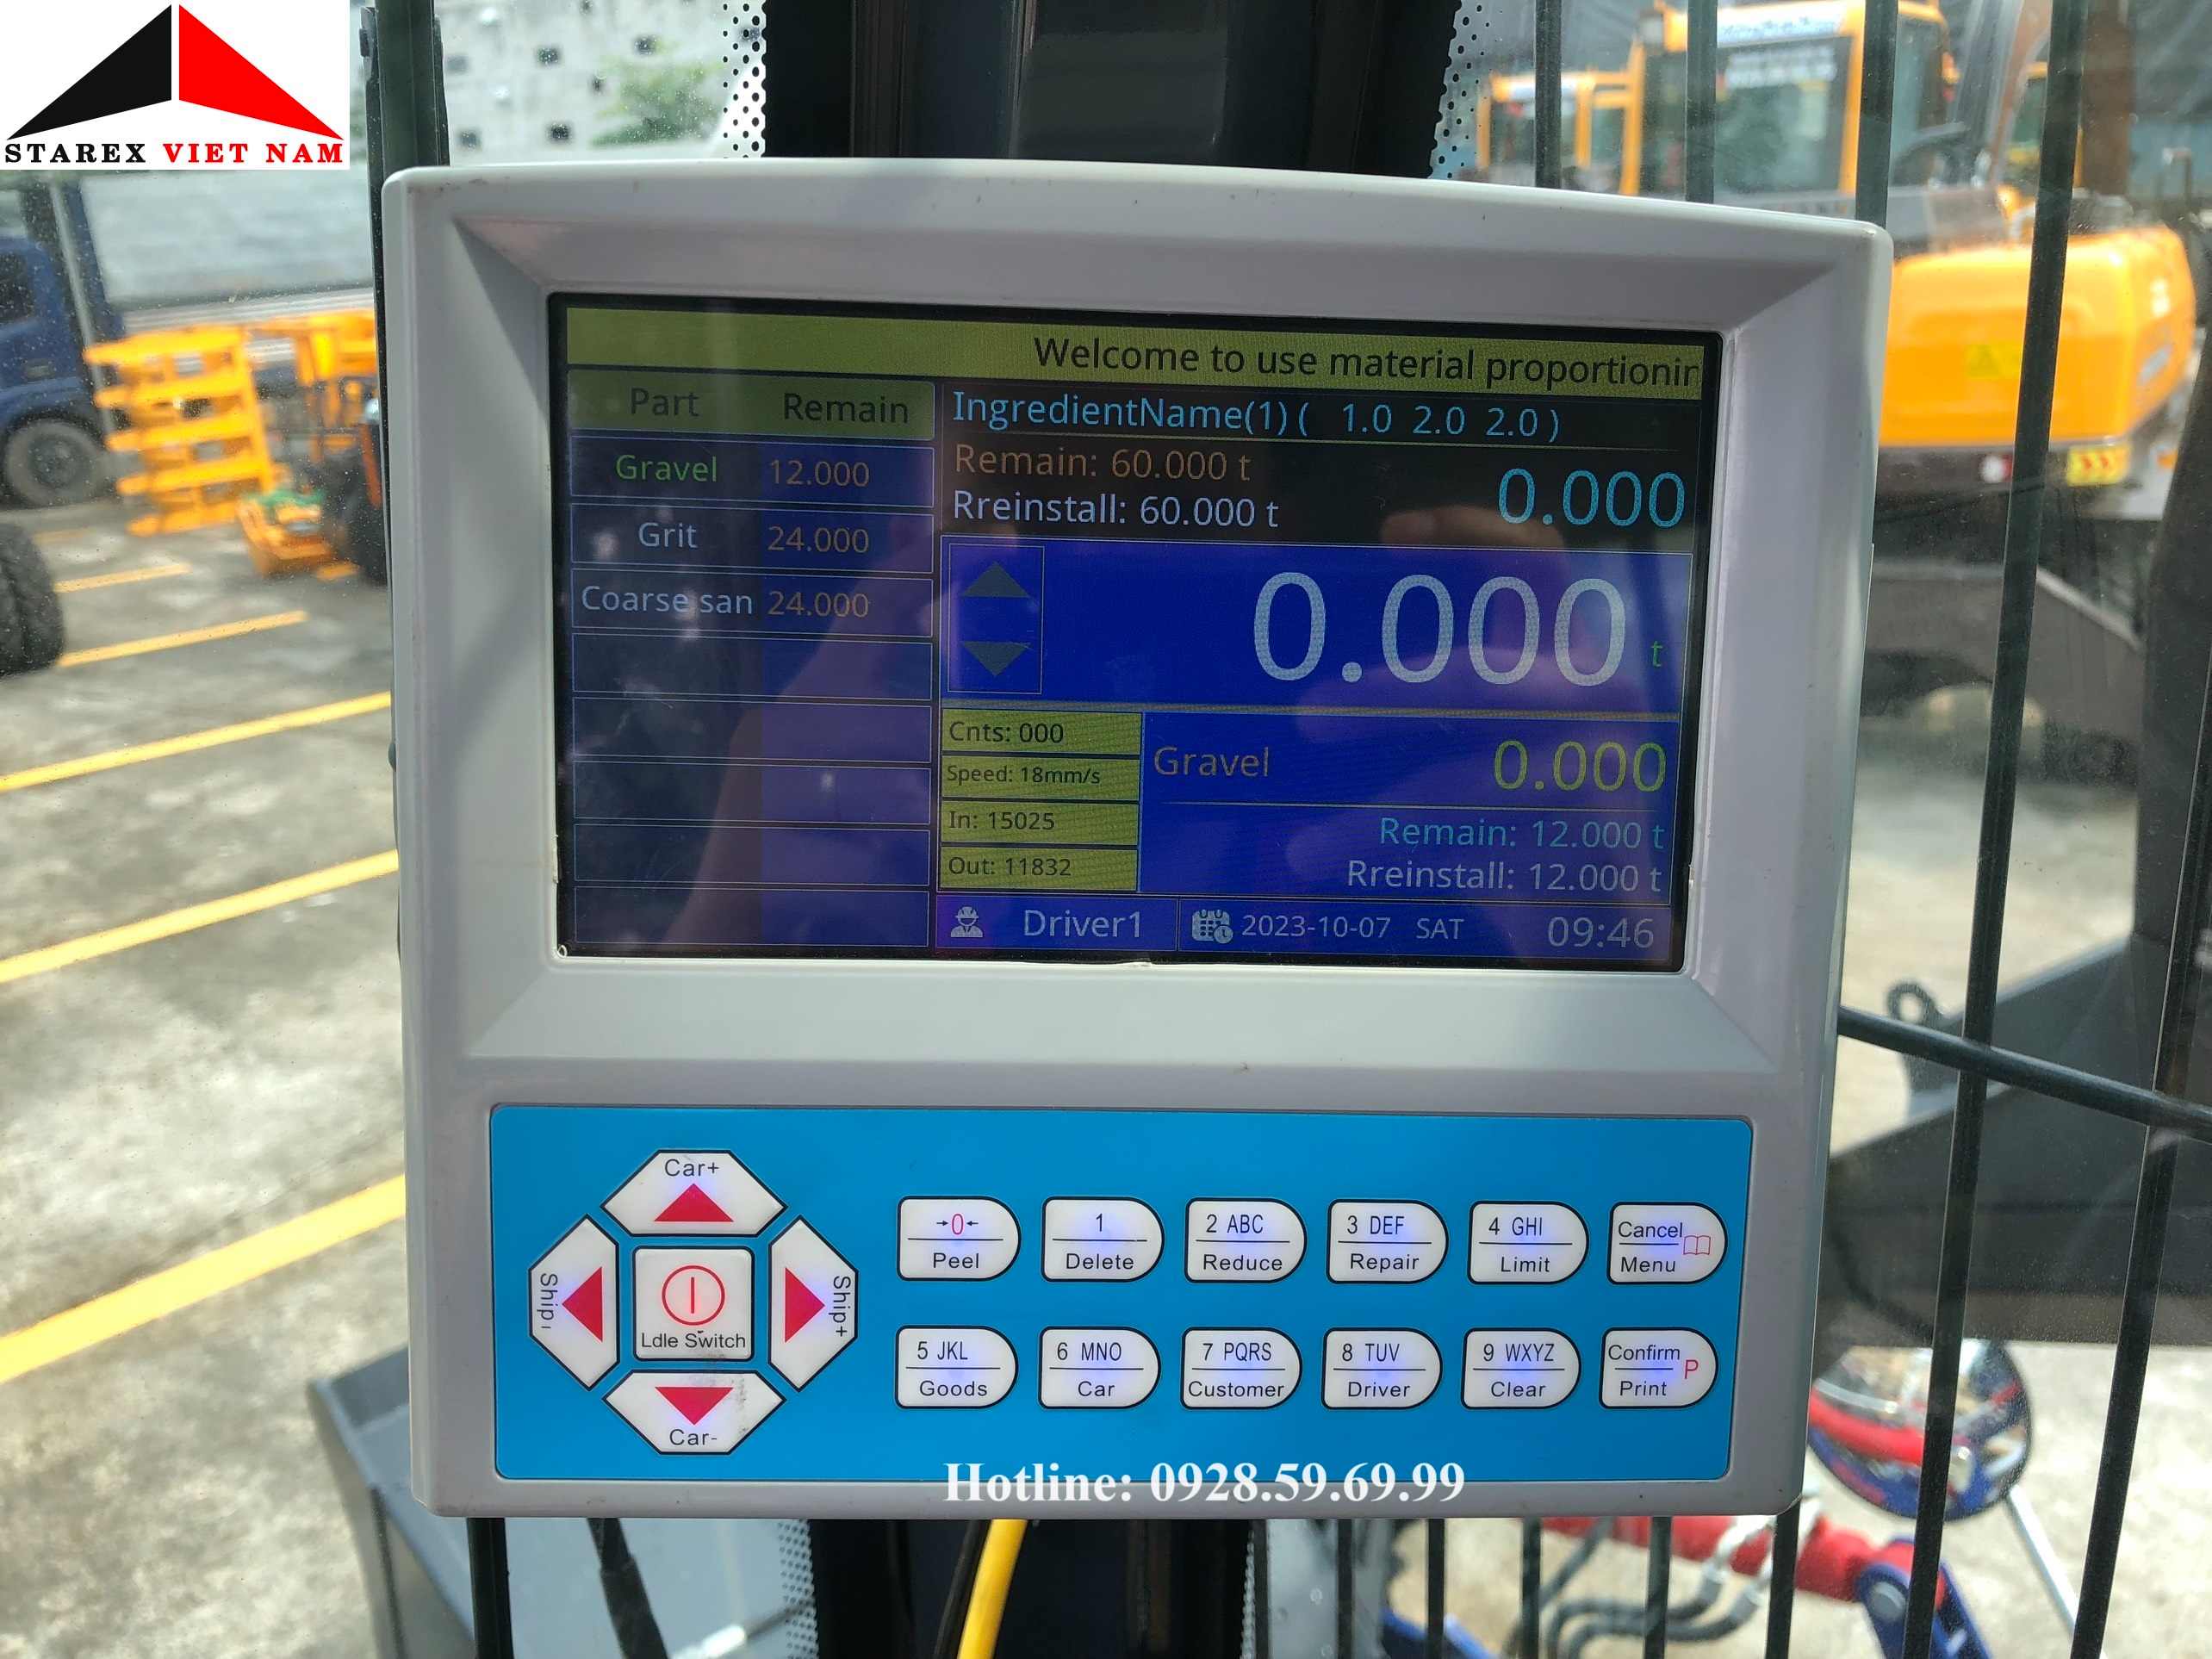 STAREX VIET NAM
Welcome to use material proportionin
Part Remain
Gravel 12.000
Grit 24.000
Coarse san 24.000
IngredientName(1) ( 1.0 2.0 2.0 )
Remain: 60.000 t
Rreinstall: 60.000 t
0.000
0.000 t
Cnts: 000
Speed: 18mm/s
In: 15025
Out: 11832
Gravel 0.000
Remain: 12.000 t
Rreinstall: 12.000 t
Driver1 2023-10-07 SAT 09:46
Car+
Ship-
Ldle Switch
Ship+
Car-
→0←
Peel
1
Delete
2 ABC
Reduce
3 DEF
Repair
4 GHI
Limit
Cancel
Menu
5 JKL
Goods
6 MNO
Car
7 PQRS
Customer
8 TUV
Driver
9 WXYZ
Clear
Confirm
Print P
Hotline: 0928.59.69.99